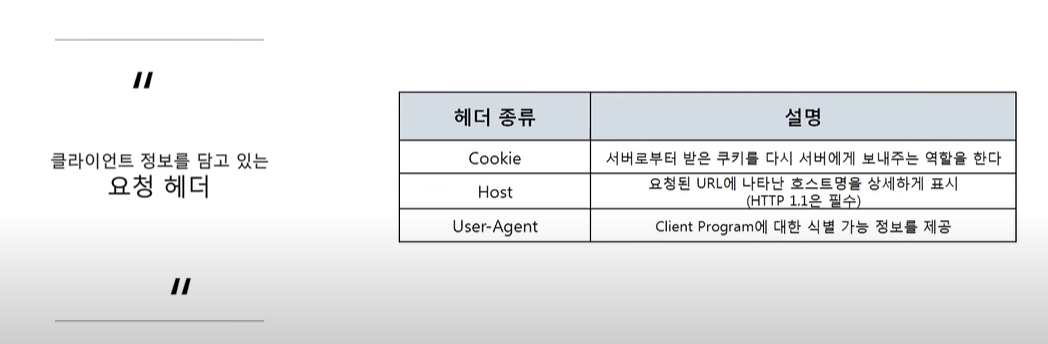 "
클라이언트 정보를 담고 있는
요청 헤더
"
헤더 종류 설명
Cookie 서버로부터 받은 쿠키를 다시 서버에게 보내주는 역할을 한다
Host 요청된 URL에 나타난 호스트명을 상세하게 표시
(HTTP 1.1은 필수)
User-Agent Client Program에 대한 식별 가능 정보를 제공